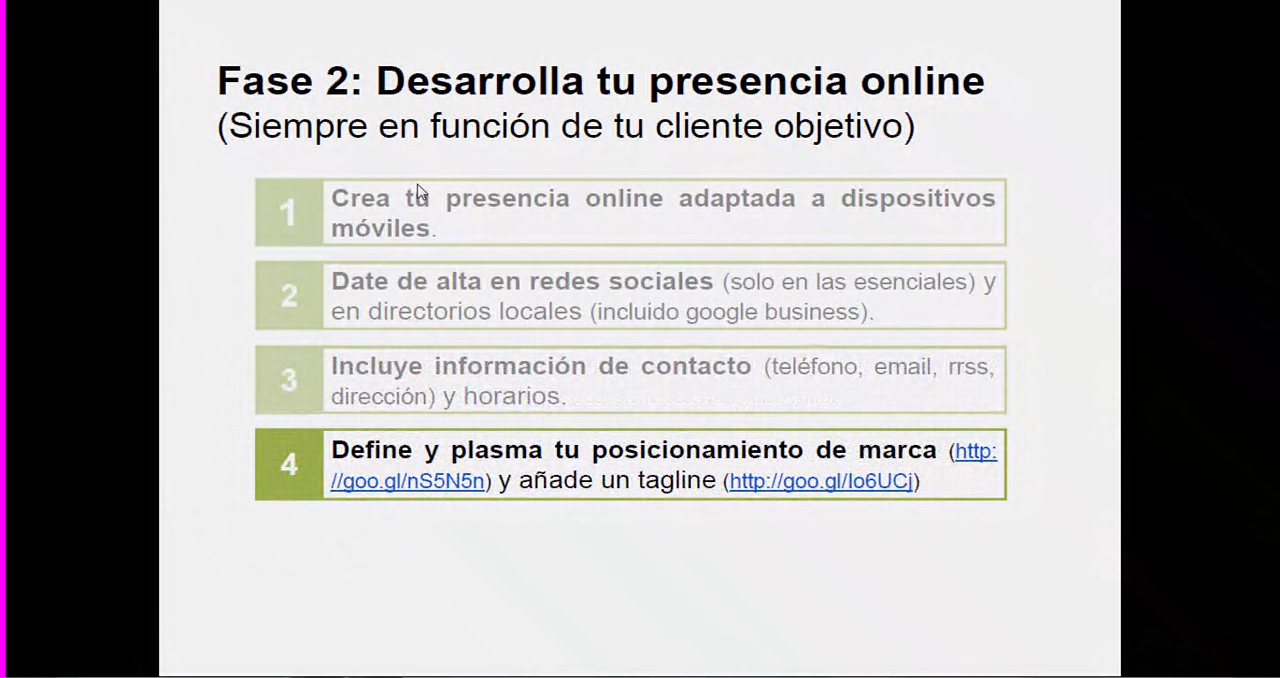 Fase 2: Desarrolla tu presencia online
(Siempre en función de tu cliente objetivo)
1
Crea tu presencia online adaptada a dispositivos
móviles.
2
Date de alta en redes sociales (solo en las esenciales) y
en directorios locales (incluido google business).
3
Incluye información de contacto (teléfono, email, rrss,
dirección) y horarios.
4
Define y plasma tu posicionamiento de marca (http:
//goo.gl/nS5N5n) y añade un tagline (http://goo.gl/Io6UCj)